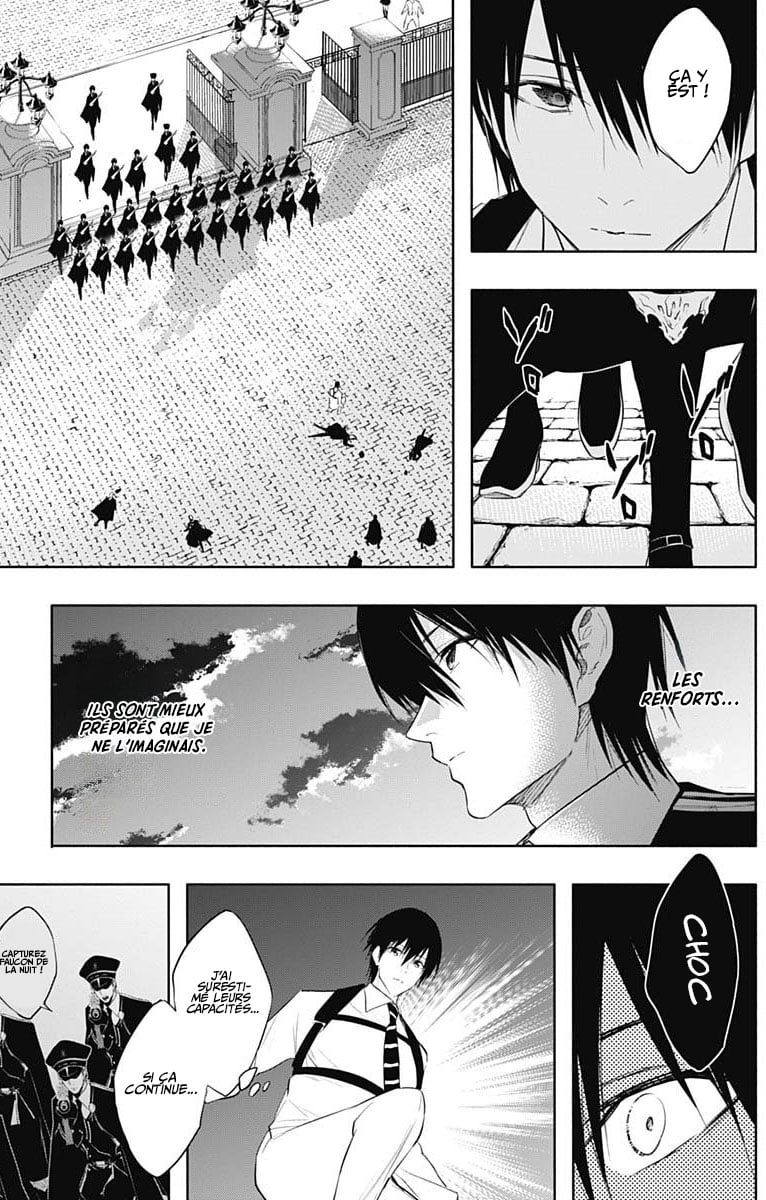 ÇA Y
EST !
LES
RENFORTS...
ILS SONT MIEUX
PRÉPARÉS QUE JE
NE L'IMAGINAIS.
CHOC
J'AI
SURESTI-
MÉ LEURS
CAPACITÉS...
SI ÇA
CONTINUE...
CAPTUREZ
FAUCON DE
LA NUIT !